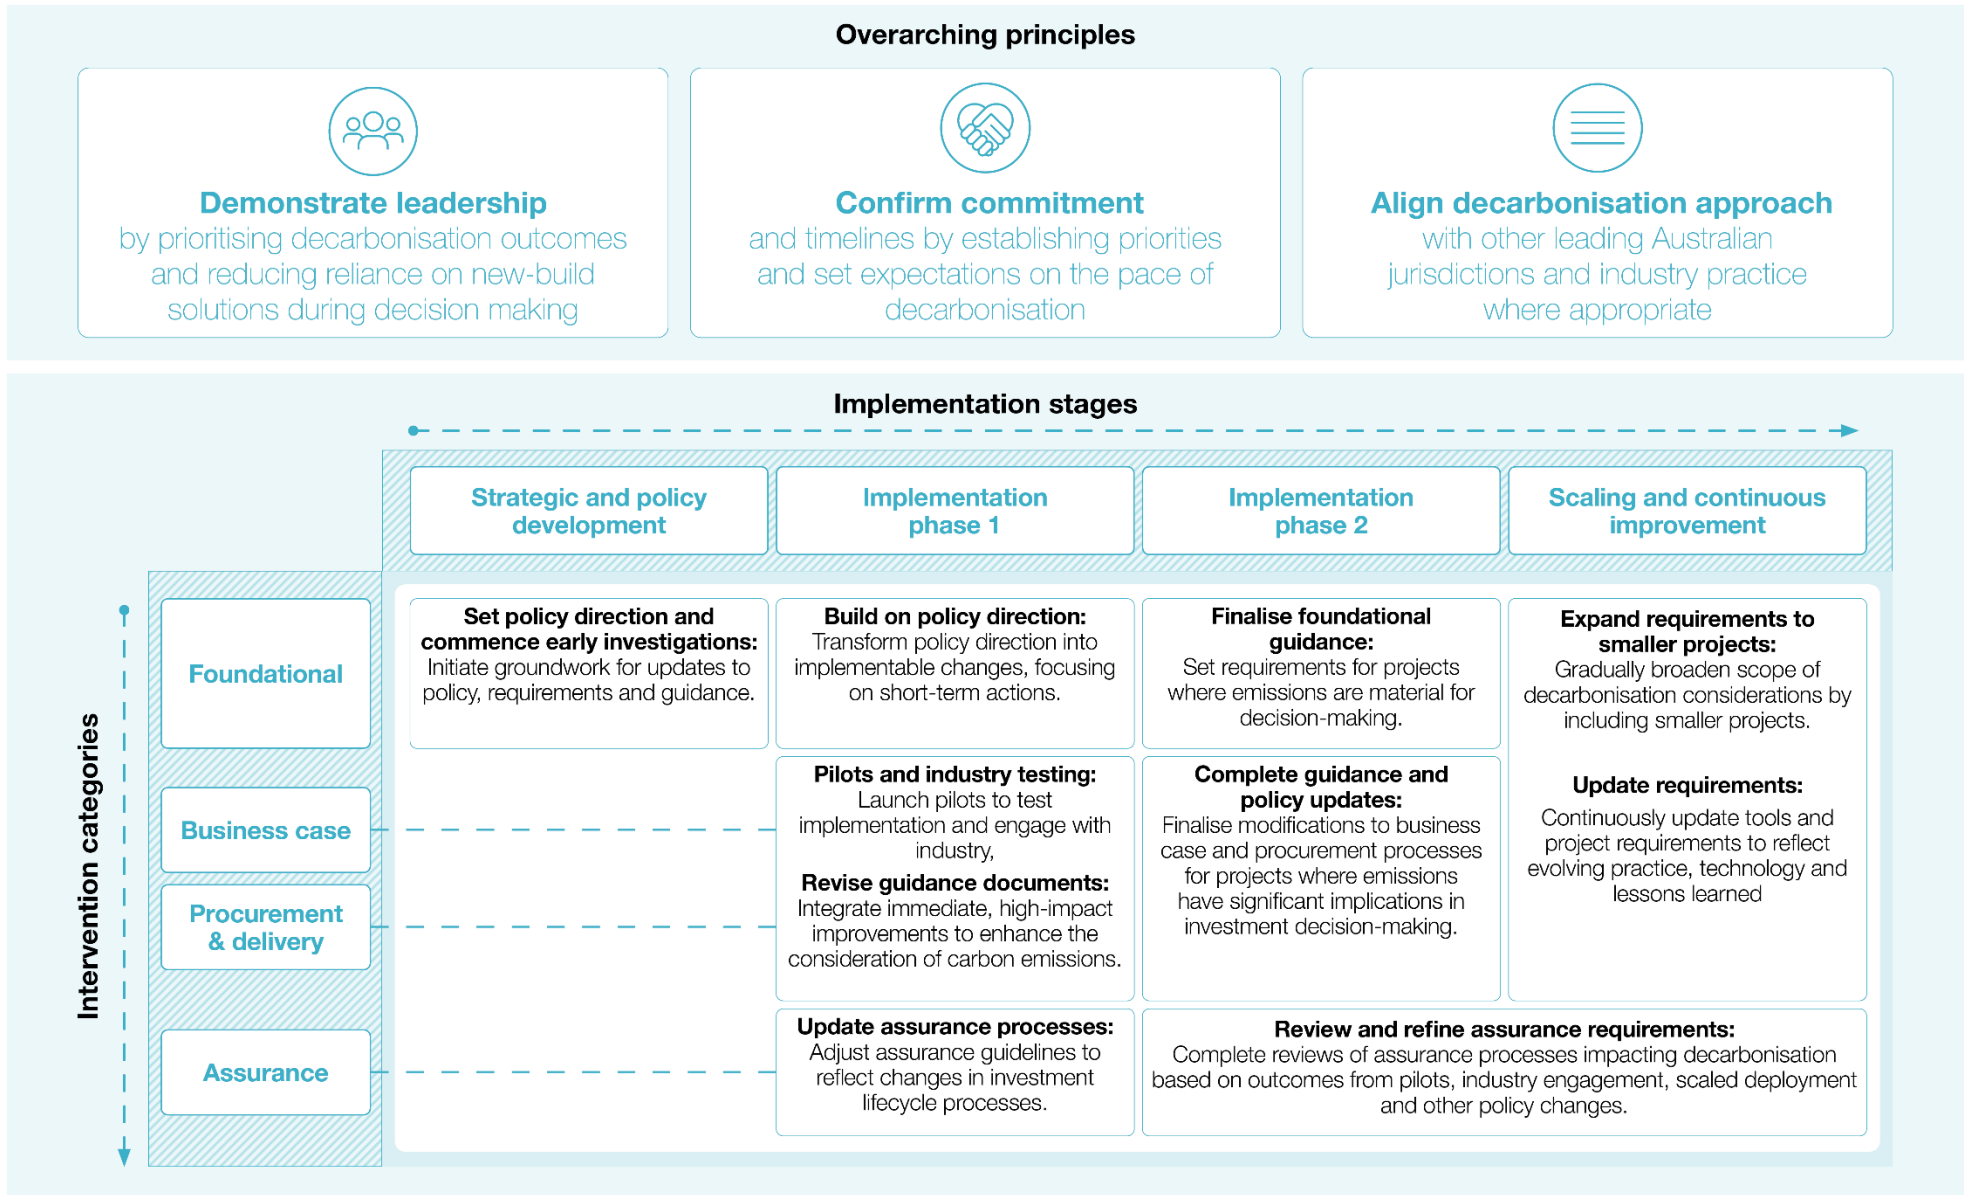 Overarching principles
Demonstrate leadership
by prioritising decarbonisation outcomes
and reducing reliance on new-build
solutions during decision making
Confirm commitment
and timelines by establishing priorities
and set expectations on the pace of
decarbonisation
Align decarbonisation approach
with other leading Australian
jurisdictions and industry practice
where appropriate
Implementation stages
Strategic and policy
development
Implementation
phase 1
Implementation
phase 2
Scaling and continuous
improvement
Intervention categories
Foundational
Set policy direction and
commence early investigations:
Initiate groundwork for updates to
policy, requirements and guidance.
Build on policy direction:
Transform policy direction into
implementable changes, focusing
on short-term actions.
Finalise foundational
guidance:
Set requirements for projects
where emissions are material for
decision-making.
Expand requirements to
smaller projects:
Gradually broaden scope of
decarbonisation considerations by
including smaller projects.
Update requirements:
Continuously update tools and
project requirements to reflect
evolving practice, technology and
lessons learned
Business case
Procurement
& delivery
Pilots and industry testing:
Launch pilots to test
implementation and engage with
industry,
Revise guidance documents:
Integrate immediate, high-impact
improvements to enhance the
consideration of carbon emissions.
Complete guidance and
policy updates:
Finalise modifications to business
case and procurement processes
for projects where emissions
have significant implications in
investment decision-making.
Assurance
Update assurance processes:
Adjust assurance guidelines to
reflect changes in investment
lifecycle processes.
Review and refine assurance requirements:
Complete reviews of assurance processes impacting decarbonisation
based on outcomes from pilots, industry engagement, scaled deployment
and other policy changes.